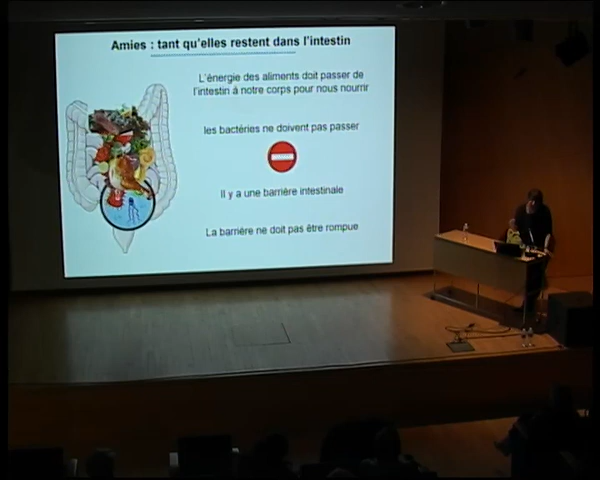 Amies : tant qu'elles restent dans l'intestin
L'énergie des aliments doit passer de
l'intestin à notre corps pour nous nourrir
les bactéries ne doivent pas passer
Il y a une barrière intestinale
La barrière ne doit pas être rompue